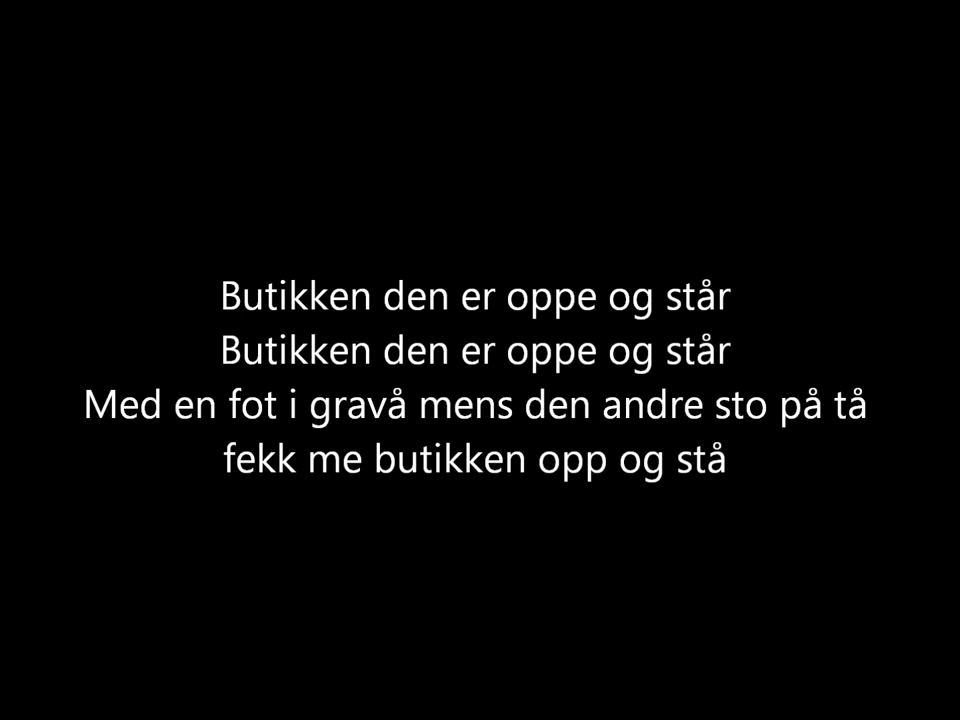 Butikken den er oppe og står
Butikken den er oppe og står
Med en fot i gravå mens den andre sto på tå
fekk me butikken opp og stå